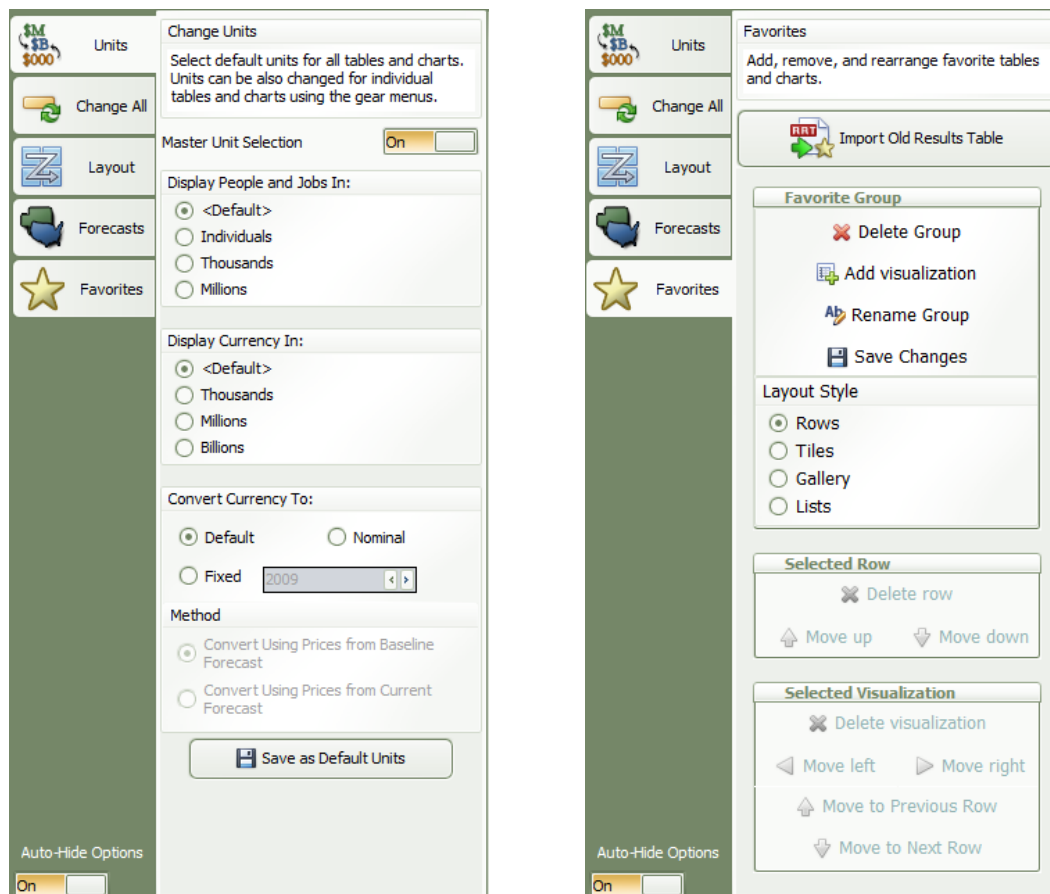 $M
$B
$000
Units
Change All
Layout
Forecasts
Favorites
Change Units
Select default units for all tables and charts.
Units can be also changed for individual
tables and charts using the gear menus.
Master Unit Selection
On
Display People and Jobs In:
<Default>
Individuals
Thousands
Millions
Display Currency In:
<Default>
Thousands
Millions
Billions
Convert Currency To:
Default Nominal
Fixed 2009
Method
Convert Using Prices from Baseline
Forecast
Convert Using Prices from Current
Forecast
Save as Default Units
Auto-Hide Options
On
$M
$B
$000
Units
Change All
Layout
Forecasts
Favorites
Favorites
Add, remove, and rearrange favorite tables
and charts.
RRT
Import Old Results Table
Favorite Group
Delete Group
Add visualization
Ab Rename Group
Save Changes
Layout Style
Rows
Tiles
Gallery
Lists
Selected Row
Delete row
Move up Move down
Selected Visualization
Delete visualization
Move left Move right
Move to Previous Row
Move to Next Row
Auto-Hide Options
On